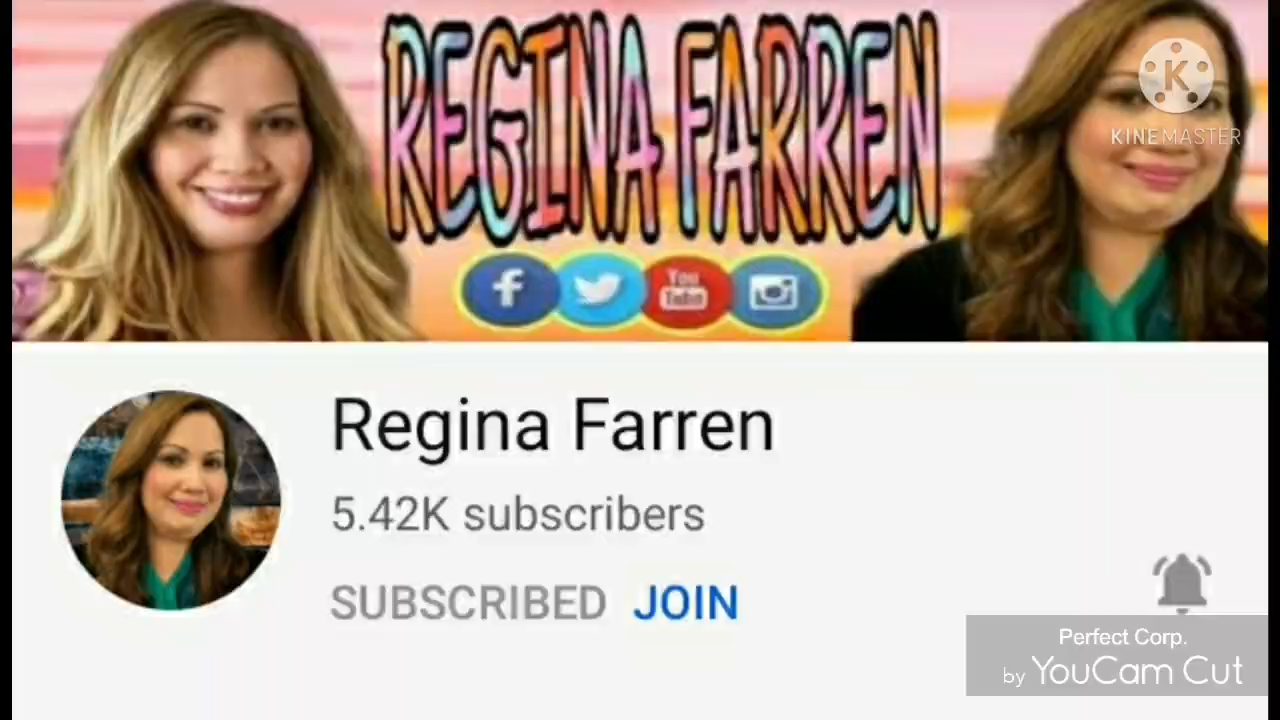 REGINA FARREN
K
KINEMASTER
f
You
Tube
Regina Farren
5.42K subscribers
SUBSCRIBED JOIN
Perfect Corp.
by YouCam Cut